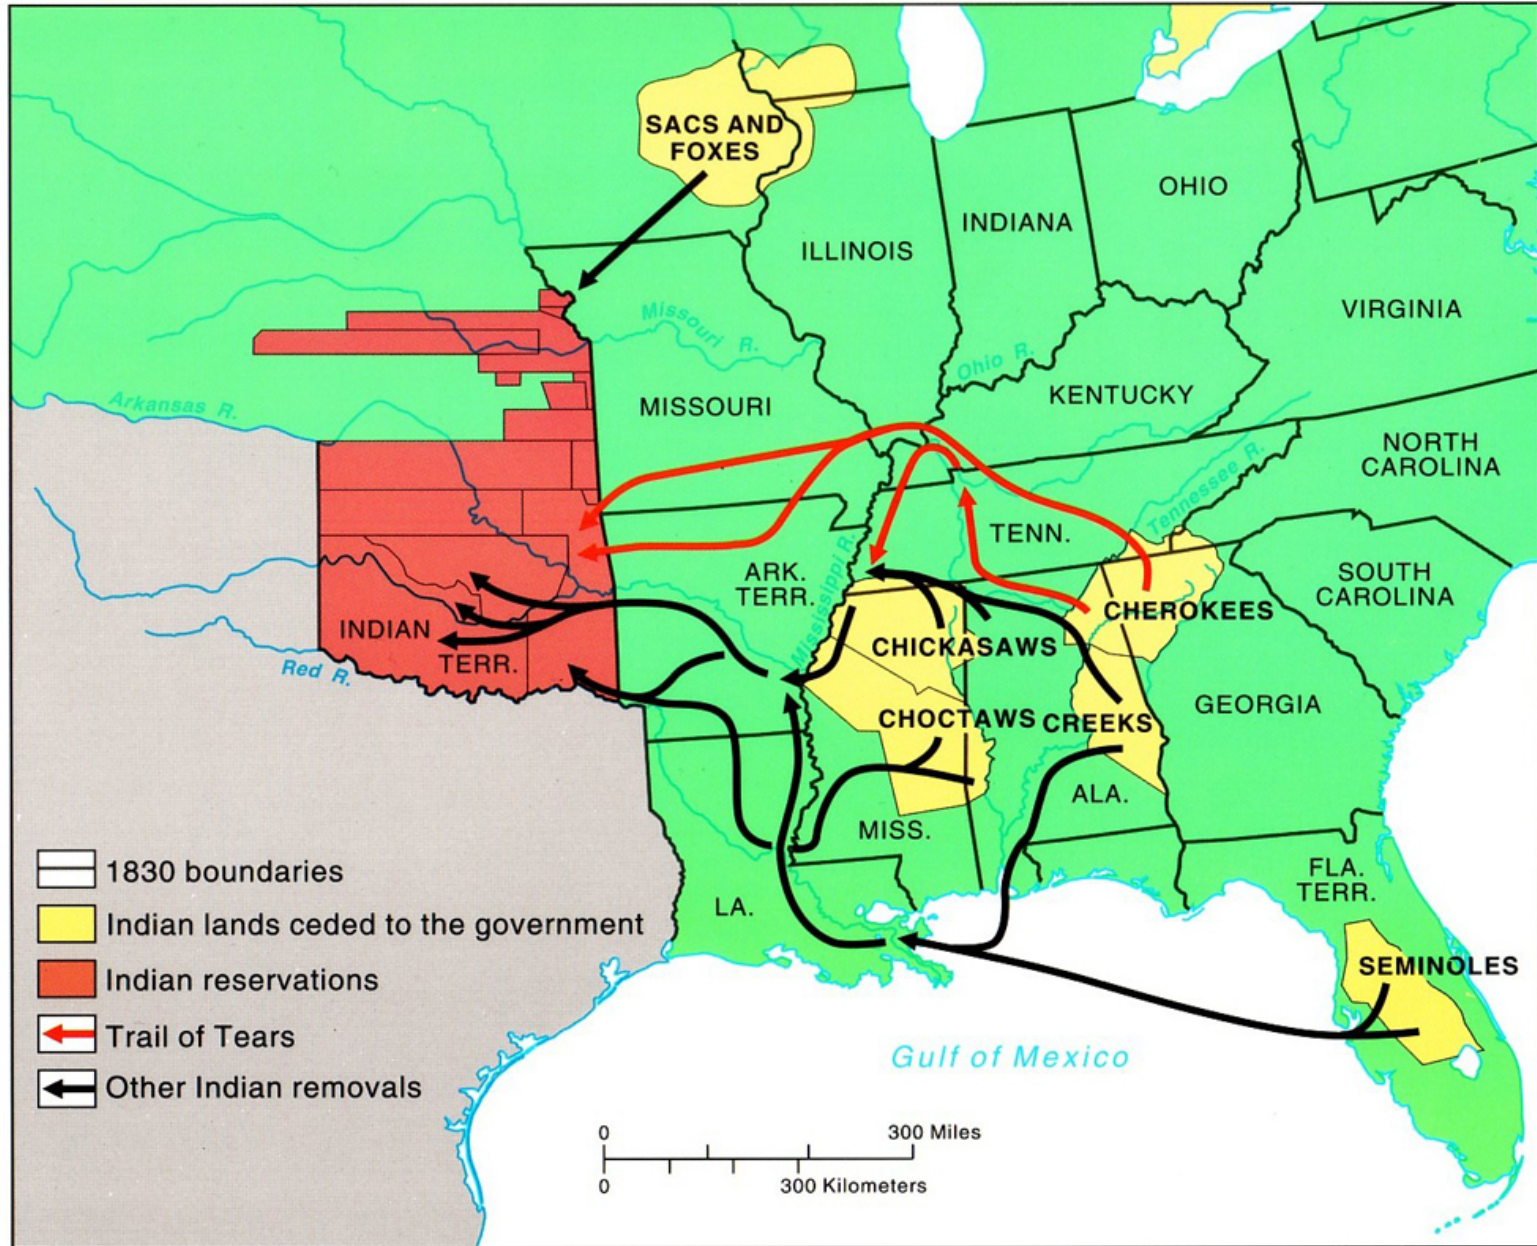 SACS AND
FOXES
OHIO
INDIANA
ILLINOIS
VIRGINIA
Missouri R.
Ohio R.
KENTUCKY
Arkansas R.
MISSOURI
NORTH
CAROLINA
Tennessee R.
TENN.
Mississippi R.
ARK.
TERR.
SOUTH
CAROLINA
CHEROKEES
INDIAN
TERR.
CHICKASAWS
Red R.
GEORGIA
CHOCTAWS
CREEKS
ALA.
MISS.
FLA.
TERR.
LA.
SEMINOLES
Gulf of Mexico
1830 boundaries
Indian lands ceded to the government
Indian reservations
Trail of Tears
Other Indian removals
0 300 Miles
0 300 Kilometers